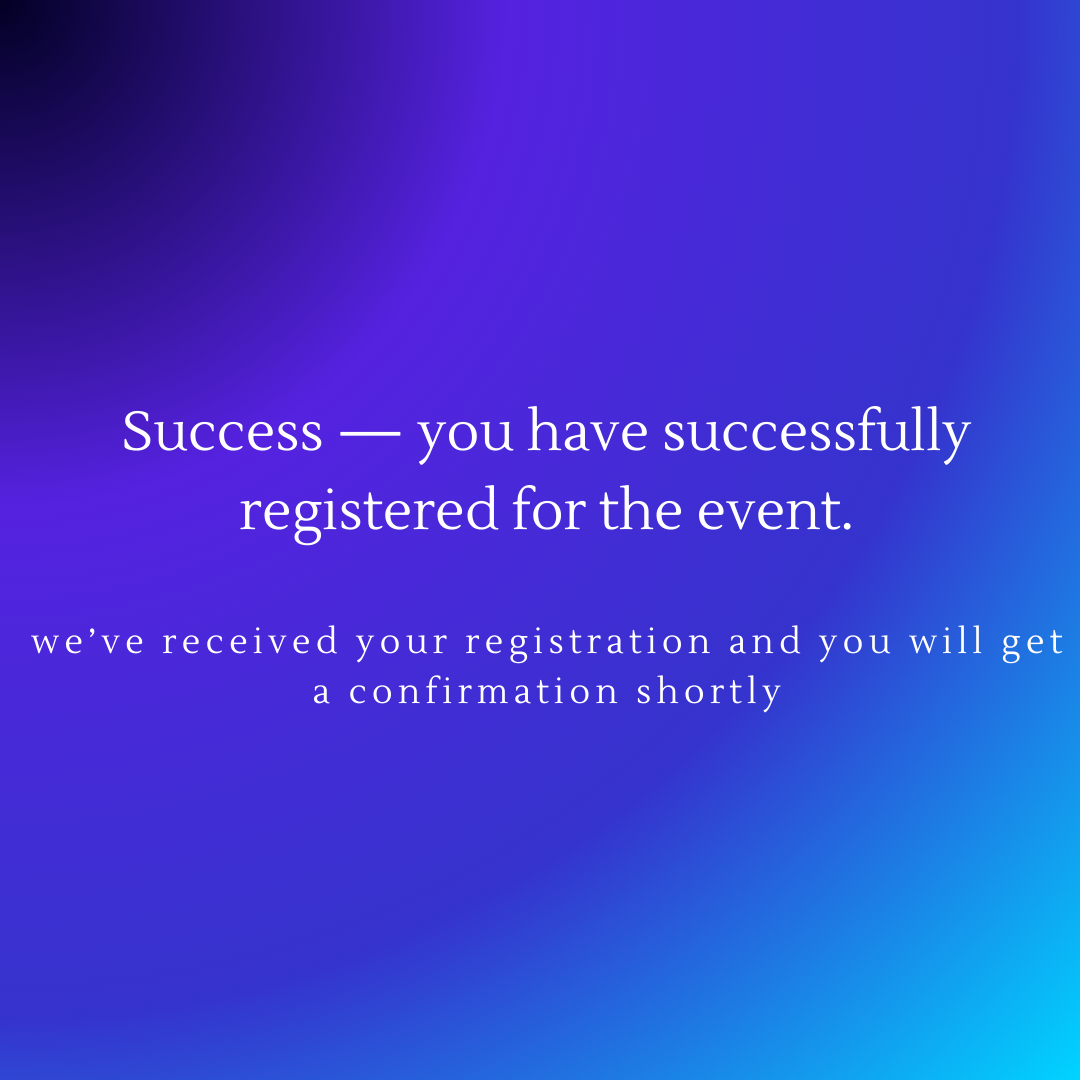 Success — you have successfully
registered for the event.
we’ve received your registration and you will get
a confirmation shortly